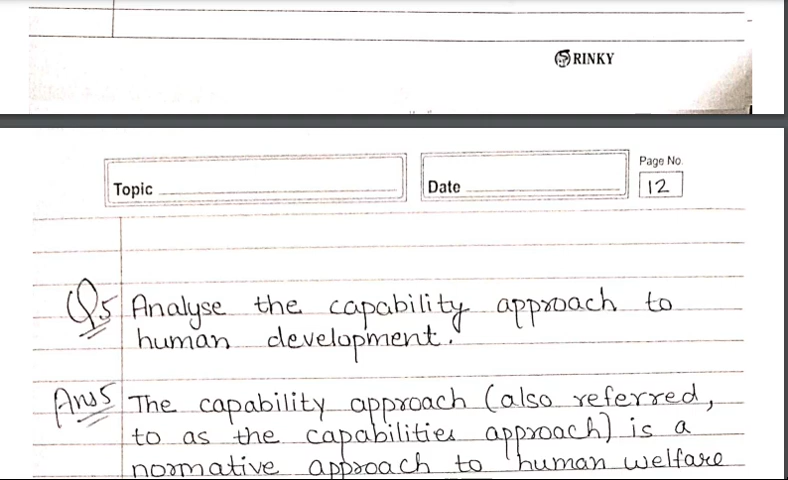 RINKY
Page No.
Topic
Date
12
Q5 Analyse the capability approach to
human development.
Ans5 The capability approach (also referred,
to as the capabilities approach) is a
normative approach to human welfare